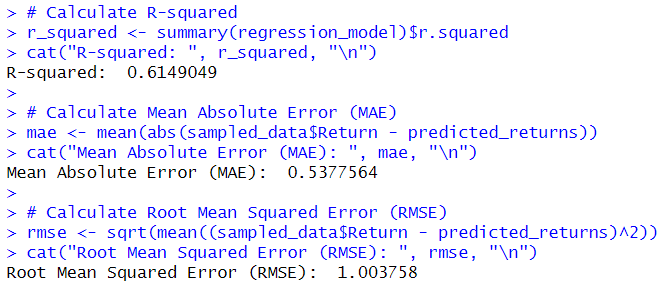 > # Calculate R-squared
> r_squared <- summary(regression_model)$r.squared
> cat("R-squared: ", r_squared, "\n")
R-squared:  0.6149049
>
> # Calculate Mean Absolute Error (MAE)
> mae <- mean(abs(sampled_data$Return - predicted_returns))
> cat("Mean Absolute Error (MAE): ", mae, "\n")
Mean Absolute Error (MAE):  0.5377564
>
> # Calculate Root Mean Squared Error (RMSE)
> rmse <- sqrt(mean((sampled_data$Return - predicted_returns)^2))
> cat("Root Mean Squared Error (RMSE): ", rmse, "\n")
Root Mean Squared Error (RMSE):  1.003758